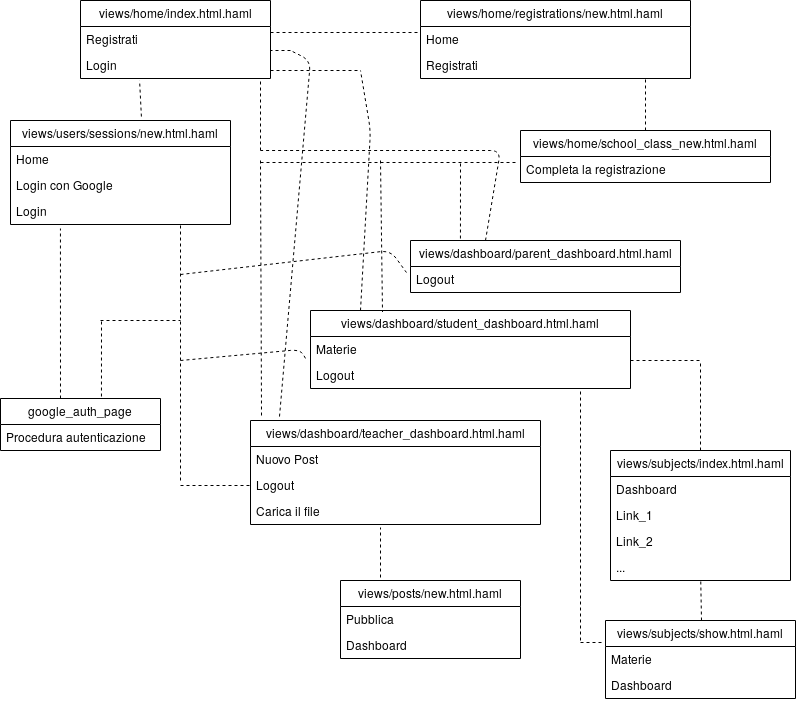 views/home/index.html.haml
Registrati
Login
views/home/registrations/new.html.haml
Home
Registrati
views/users/sessions/new.html.haml
Home
Login con Google
Login
views/home/school_class_new.html.haml
Completa la registrazione
views/dashboard/parent_dashboard.html.haml
Logout
views/dashboard/student_dashboard.html.haml
Materie
Logout
google_auth_page
Procedura autenticazione
views/dashboard/teacher_dashboard.html.haml
Nuovo Post
Logout
Carica il file
views/subjects/index.html.haml
Dashboard
Link_1
Link_2
...
views/posts/new.html.haml
Pubblica
Dashboard
views/subjects/show.html.haml
Materie
Dashboard